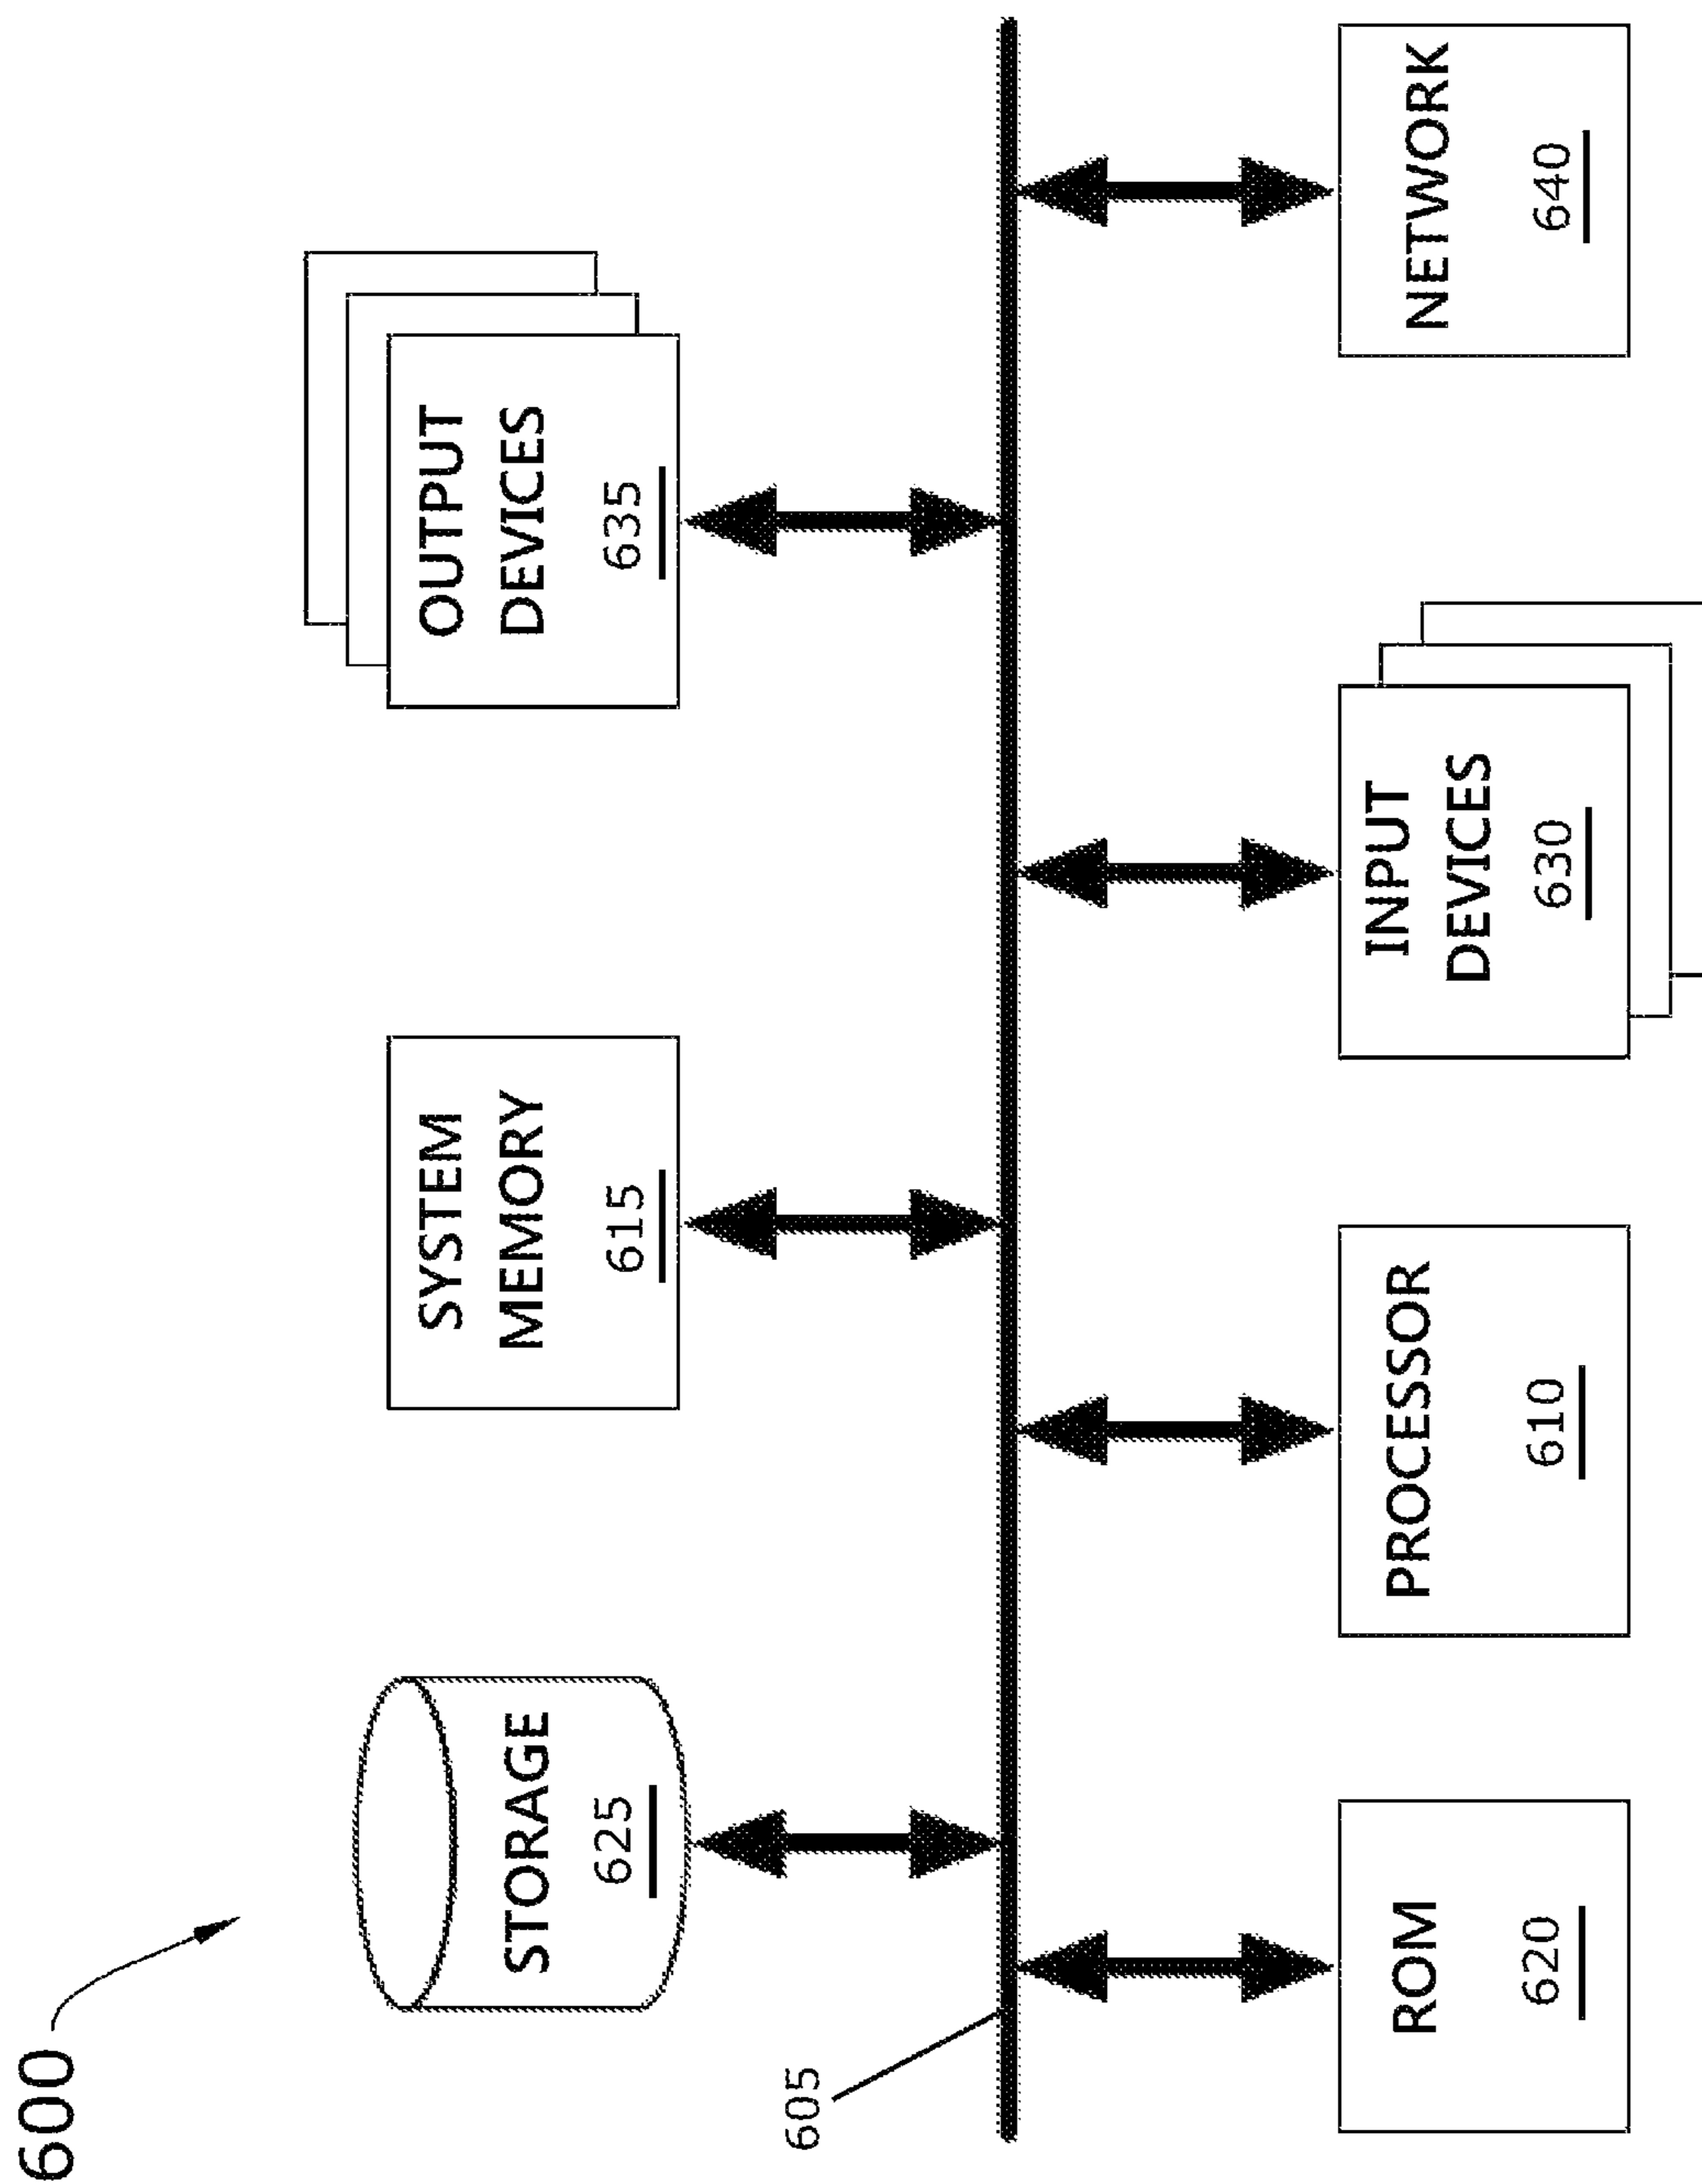 600
STORAGE
625
SYSTEM
MEMORY
615
OUTPUT
DEVICES
635
605
ROM
620
PROCESSOR
610
INPUT
DEVICES
630
NETWORK
640